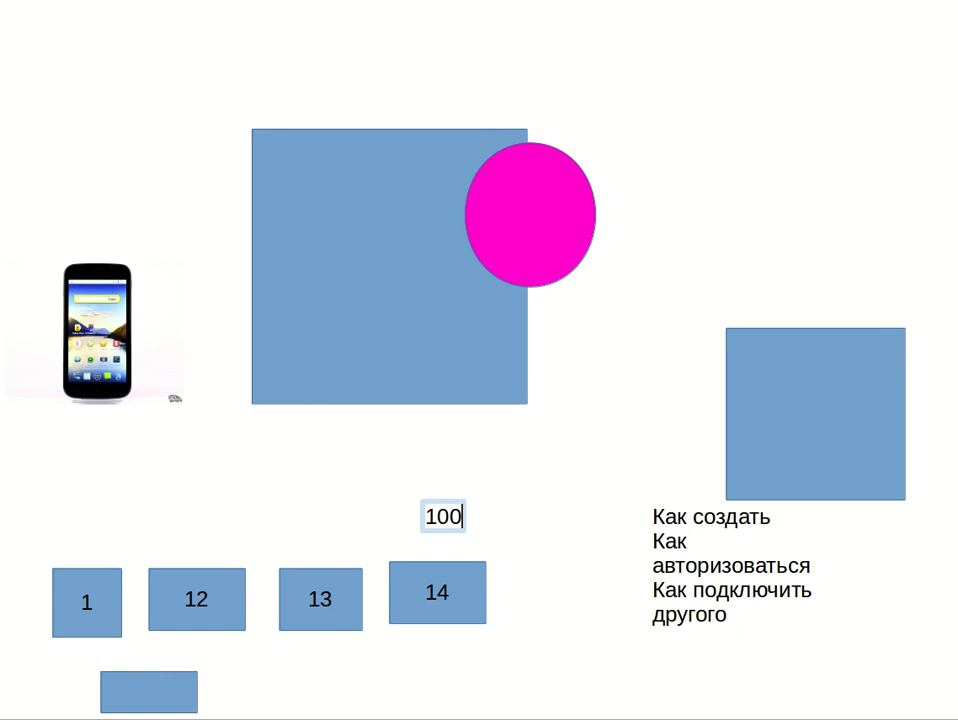 100
Как создать
Как
авторизоваться
Как подключить
другого
1
12
13
14